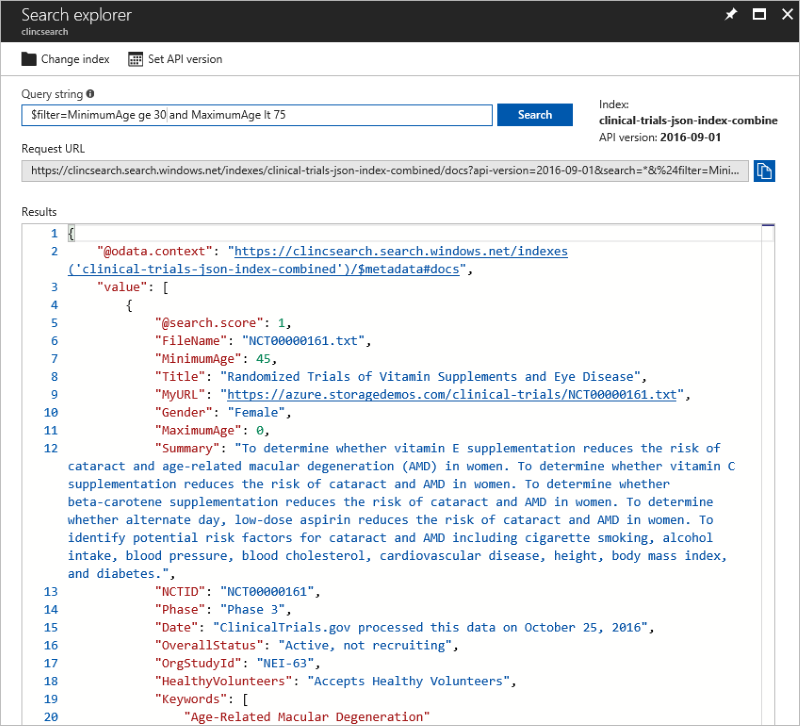 Search explorer
clincsearch
Change index
Set API version
Query string
$filter=MinimumAge ge 30 and MaximumAge lt 75
Search
Index:
clinical-trials-json-index-combine
API version: 2016-09-01
Request URL
https://clincsearch.search.windows.net/indexes/clinical-trials-json-index-combined/docs?api-version=2016-09-01&search=*&%24filter=Mini...
Results
1 {
2 "@odata.context": "https://clincsearch.search.windows.net/indexes
('clinical-trials-json-index-combined')/$metadata#docs",
3 "value": [
4 {
5 "@search.score": 1,
6 "FileName": "NCT00000161.txt",
7 "MinimumAge": 45,
8 "Title": "Randomized Trials of Vitamin Supplements and Eye Disease",
9 "MyURL": "https://azure.storagedemos.com/clinical-trials/NCT00000161.txt",
10 "Gender": "Female",
11 "MaximumAge": 0,
12 "Summary": "To determine whether vitamin E supplementation reduces the risk of
cataract and age-related macular degeneration (AMD) in women. To determine whether vitamin C
supplementation reduces the risk of cataract and AMD in women. To determine whether
beta-carotene supplementation reduces the risk of cataract and AMD in women. To determine
whether alternate day, low-dose aspirin reduces the risk of cataract and AMD in women. To
identify potential risk factors for cataract and AMD including cigarette smoking, alcohol
intake, blood pressure, blood cholesterol, cardiovascular disease, height, body mass index,
and diabetes.",
13 "NCTID": "NCT00000161",
14 "Phase": "Phase 3",
15 "Date": "ClinicalTrials.gov processed this data on October 25, 2016",
16 "OverallStatus": "Active, not recruiting",
17 "OrgStudyId": "NEI-63",
18 "HealthyVolunteers": "Accepts Healthy Volunteers",
19 "Keywords": [
20 "Age-Related Macular Degeneration"